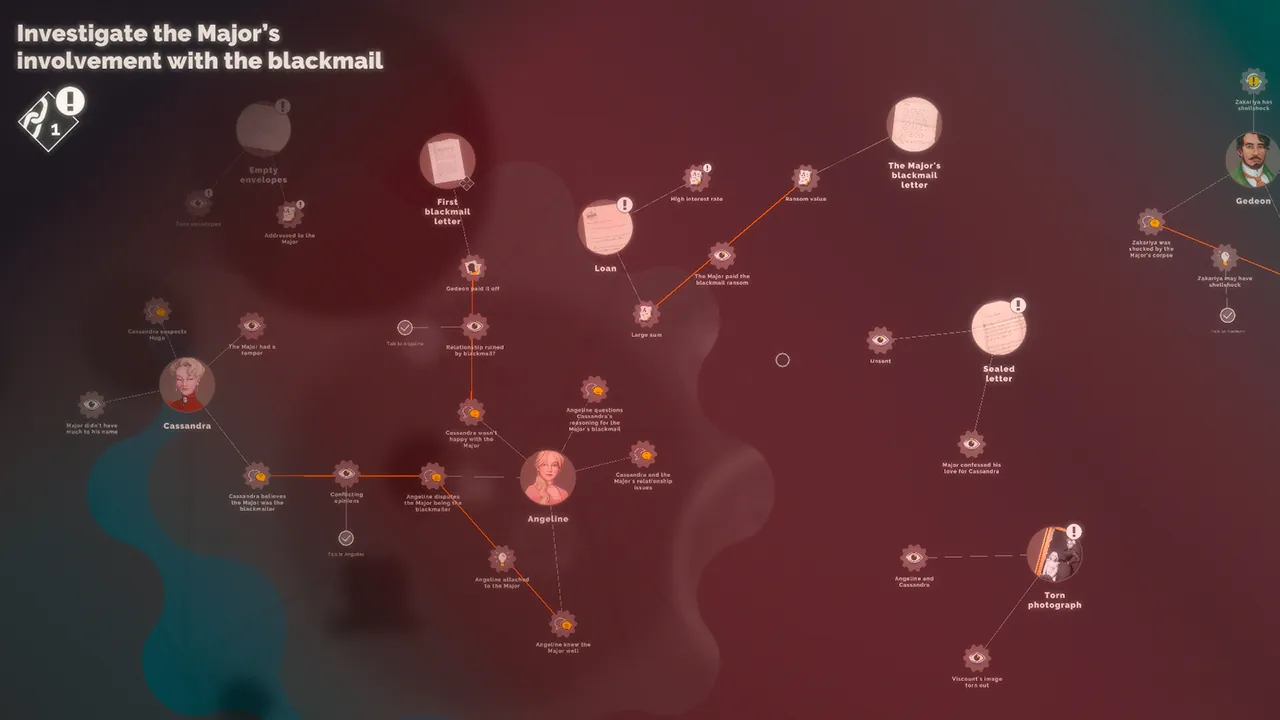 Investigate the Major's
involvement with the blackmail
1
Empty
envelopes
Addressed to the
Major
First
blackmail
letter
Gedeon paid it off
Relationship ruined
by blackmail?
Talk to Angeline
Cassandra wasn't
happy with the
Major
Loan
High interest rate
Large sum
The Major paid the
blackmail ransom
Ransom value
The Major's
blackmail
letter
Zakariya has
shellshock
Gedeon
Zakariya was
shocked by the
Major's corpse
Zakariya may have
shellshock
Cassandra suspects
Hugo
The Major had a
temper
Cassandra
Major didn't have
much to his name
Cassandra believes
the Major was the
blackmailer
Conflicting
opinions
Talk to Angeline
Angeline disputes
the Major being the
blackmailer
Angeline questions
Cassandra's
reasoning for the
Major's blackmail
Cassandra and the
Major's relationship
issues
Angeline
Angeline attached
to the Major
Angeline knew the
Major well
Unsent
Sealed
letter
Major confessed his
love for Cassandra
Angeline and
Cassandra
Torn
photograph
Viscount's image
torn out